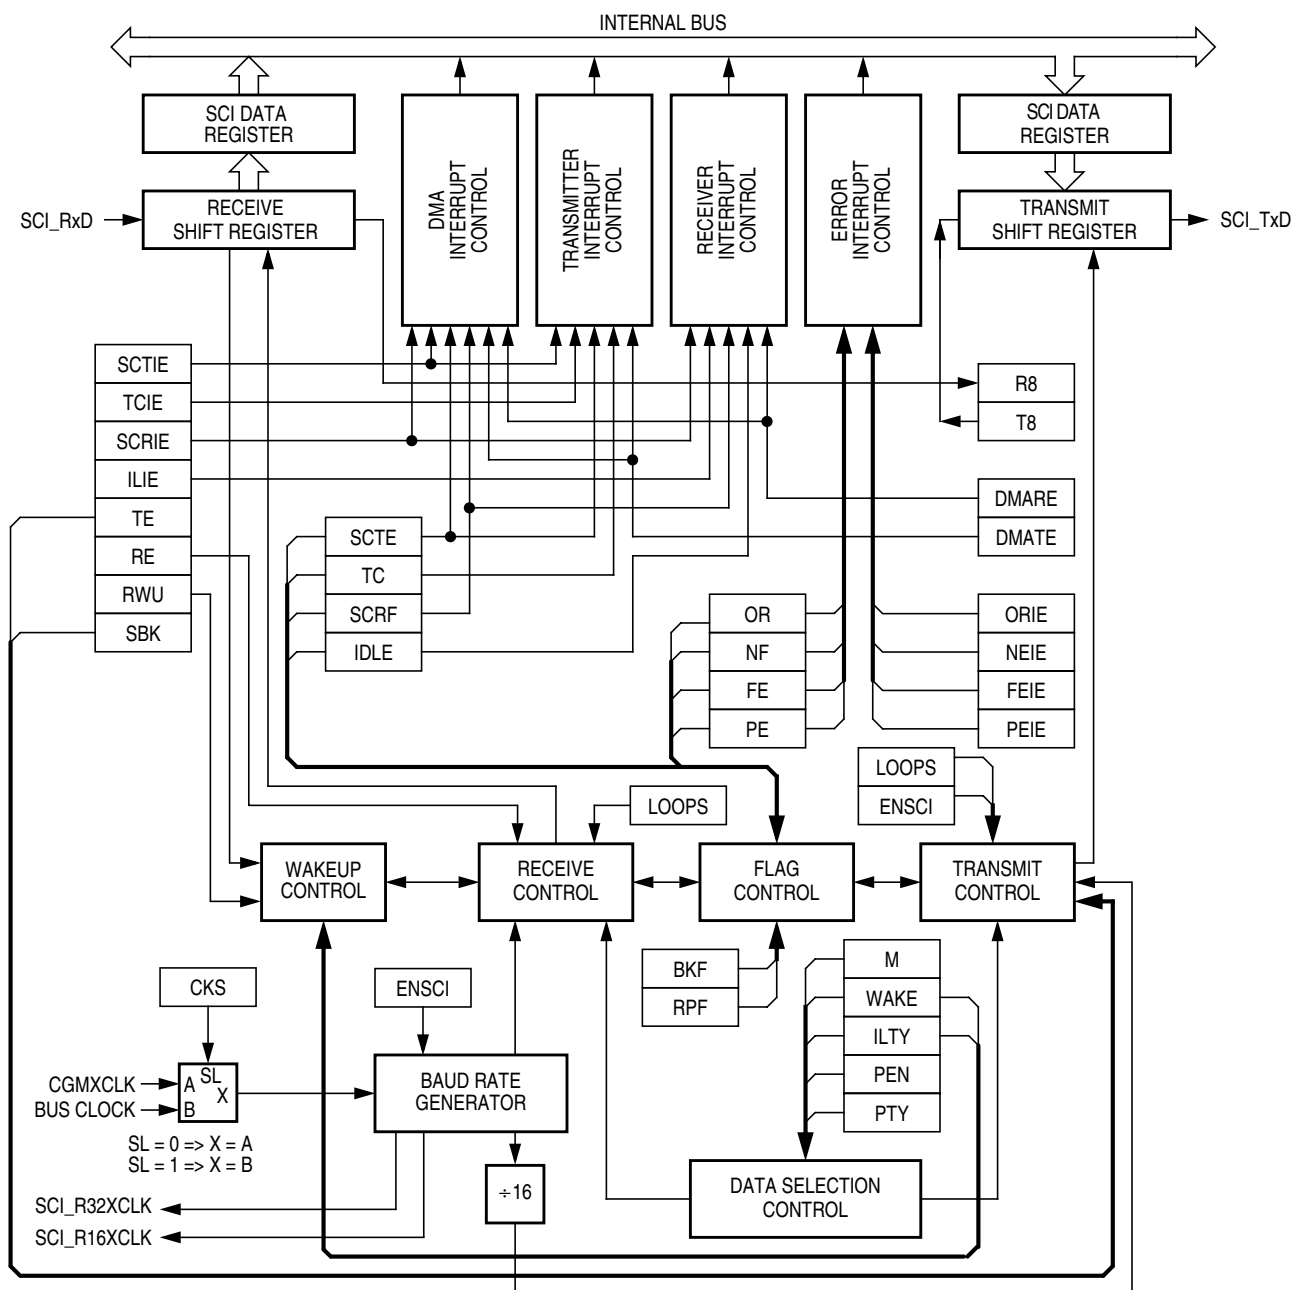 INTERNAL BUS
SCI DATA
REGISTER
DMA
INTERRUPT
CONTROL
TRANSMITTER
INTERRUPT
CONTROL
RECEIVER
INTERRUPT
CONTROL
ERROR
INTERRUPT
CONTROL
SCI DATA
REGISTER
SCI_RxD
RECEIVE
SHIFT REGISTER
TRANSMIT
SHIFT REGISTER
SCI_TxD
SCTIE
TCIE
SCRIE
ILIE
TE
RE
RWU
SBK
R8
T8
DMARE
DMATE
SCTE
TC
SCRF
IDLE
OR
NF
FE
PE
ORIE
NEIE
FEIE
PEIE
LOOPS
ENSCI
LOOPS
WAKEUP
CONTROL
RECEIVE
CONTROL
FLAG
CONTROL
TRANSMIT
CONTROL
BKF
RPF
M
WAKE
ILTY
PEN
PTY
CKS
ENSCI
CGMXCLK
BUS CLOCK
A
B
SL
X
SL = 0 => X = A
SL = 1 => X = B
BAUD RATE
GENERATOR
÷16
DATA SELECTION
CONTROL
SCI_R32XCLK
SCI_R16XCLK